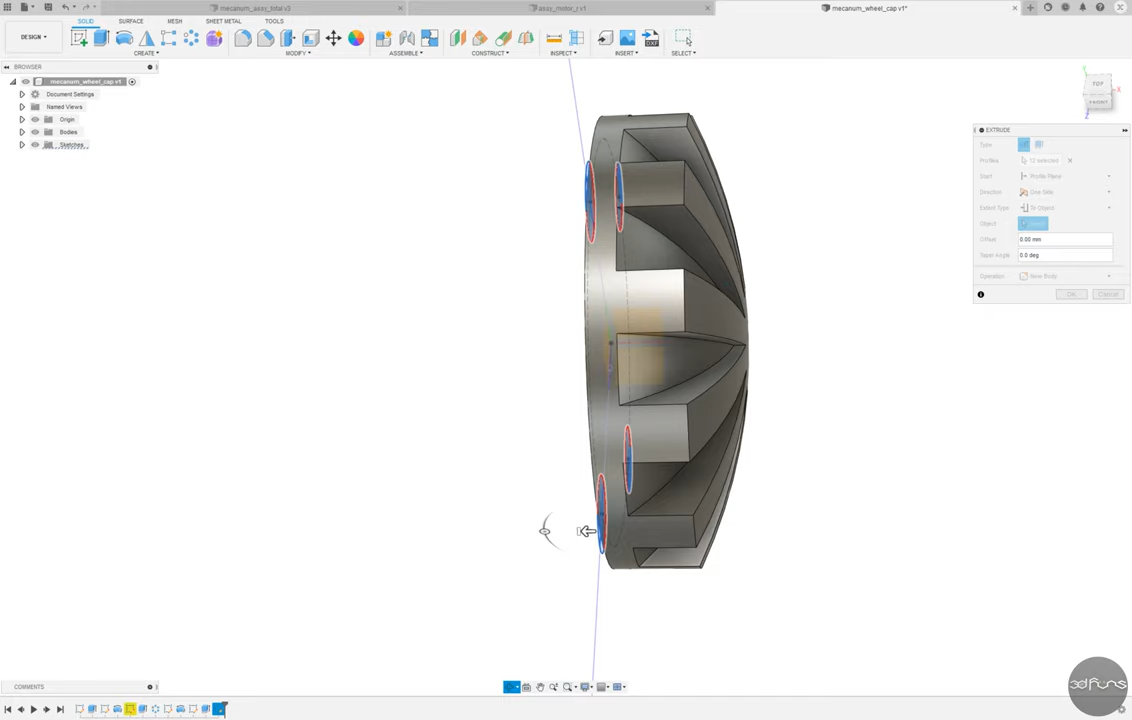 mecanum_assy_total v3
assy_motor_r v1
mecanum_wheel_cap v1*
DESIGN
SOLID SURFACE MESH SHEET METAL TOOLS
CREATE MODIFY ASSEMBLE CONSTRUCT INSPECT INSERT SELECT
BROWSER
mecanum_wheel_cap v1
Document Settings
Named Views
Origin
Bodies
Sketches
TOP
FRONT
X
Z
EXTRUDE
Type
Profiles 12 selected
Start Profile Plane
Direction One Side
Extent Type To Object
Object
Offset 0.00 mm
Taper Angle 0.0 deg
Operation New Body
OK Cancel
COMMENTS
3dfuns